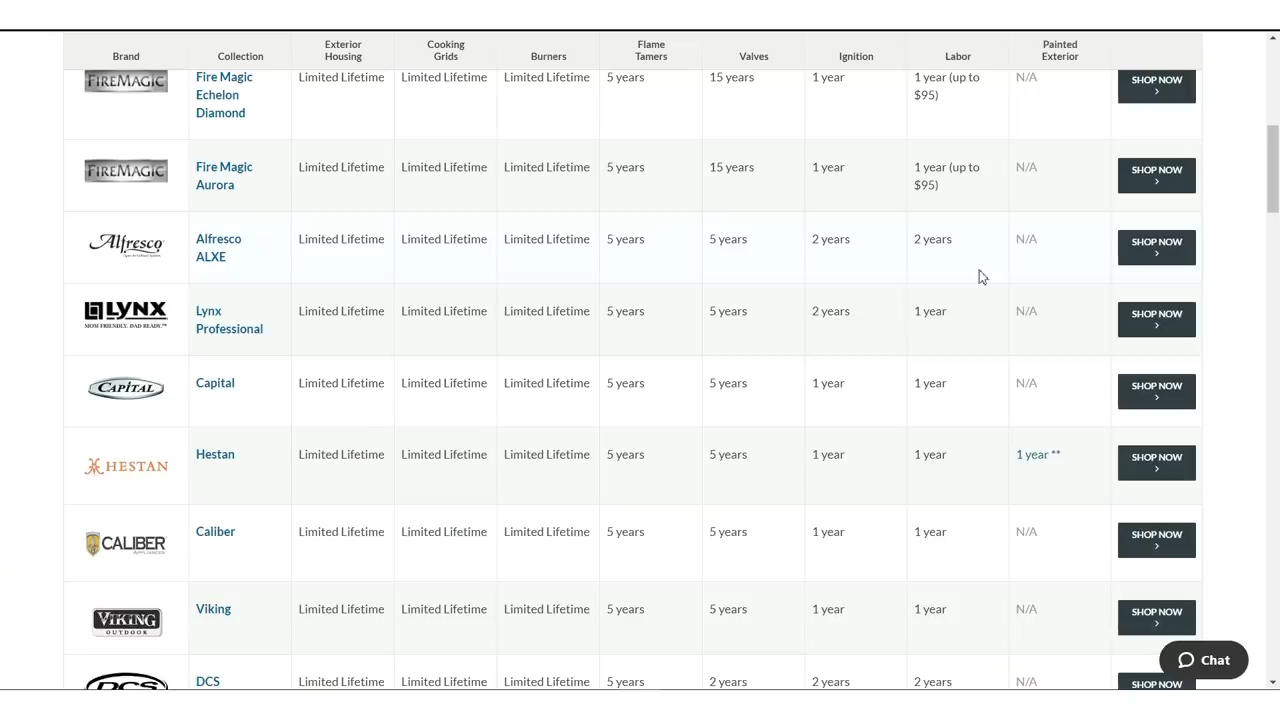 Brand Collection Exterior Housing Cooking Grids Burners Flame Tamers Valves Ignition Labor Painted Exterior
FIREMAGIC Fire Magic Echelon Diamond Limited Lifetime Limited Lifetime Limited Lifetime 5 years 15 years 1 year 1 year (up to $95) N/A SHOP NOW >
FIREMAGIC Fire Magic Aurora Limited Lifetime Limited Lifetime Limited Lifetime 5 years 15 years 1 year 1 year (up to $95) N/A SHOP NOW >
Alfresco Alfresco ALXE Limited Lifetime Limited Lifetime Limited Lifetime 5 years 5 years 2 years 2 years N/A SHOP NOW >
LYNX MOM FRIENDLY. DAD READY.™ Lynx Professional Limited Lifetime Limited Lifetime Limited Lifetime 5 years 5 years 2 years 1 year N/A SHOP NOW >
CAPITAL Capital Limited Lifetime Limited Lifetime Limited Lifetime 5 years 5 years 1 year 1 year N/A SHOP NOW >
HESTAN Hestan Limited Lifetime Limited Lifetime Limited Lifetime 5 years 5 years 1 year 1 year 1 year ** SHOP NOW >
CALIBER APPLIANCES Caliber Limited Lifetime Limited Lifetime Limited Lifetime 5 years 5 years 1 year 1 year N/A SHOP NOW >
VIKING OUTDOOR Viking Limited Lifetime Limited Lifetime Limited Lifetime 5 years 5 years 1 year 1 year N/A SHOP NOW >
DCS DCS Limited Lifetime Limited Lifetime Limited Lifetime 5 years 2 years 2 years 2 years N/A SHOP NOW
Chat